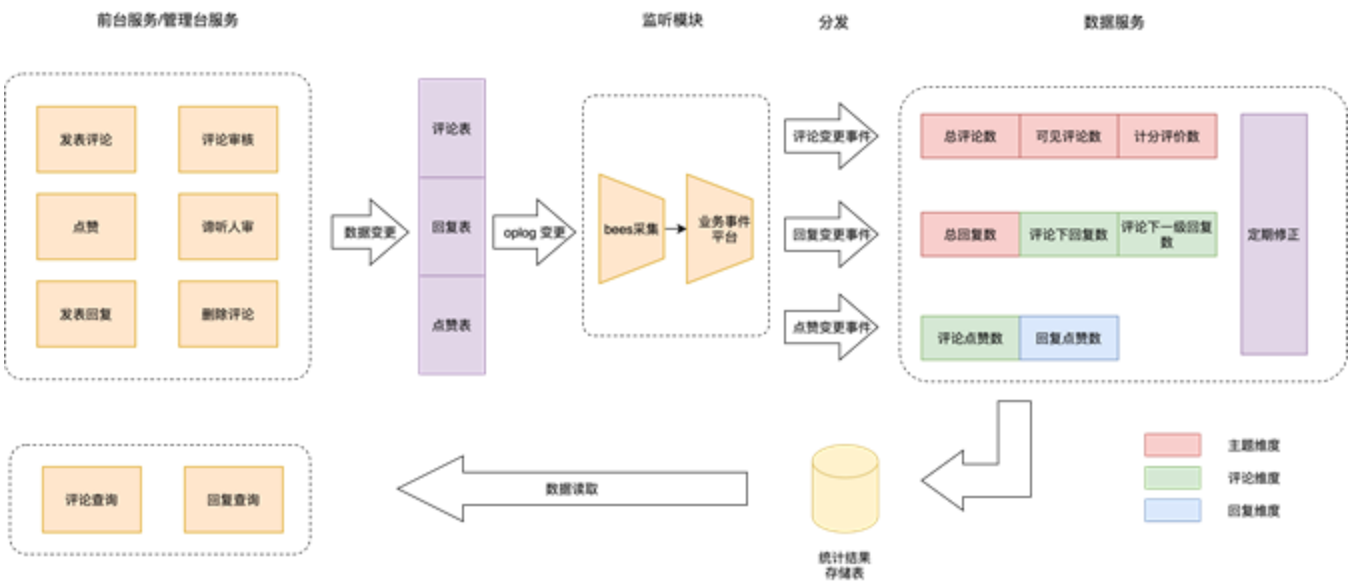 前台服务/管理台服务
监听模块
分发
数据服务
发表评论
评论审核
点赞
谛听人审
发表回复
删除评论
数据变更
评论表
回复表
点赞表
oplog 变更
bees采集
业务事件
平台
评论变更事件
回复变更事件
点赞变更事件
总评论数
可见评论数
计分评价数
总回复数
评论下回复数
评论下一级回复
数
评论点赞数
回复点赞数
定期修正
评论查询
回复查询
数据读取
统计结果
存储表
主题维度
评论维度
回复维度